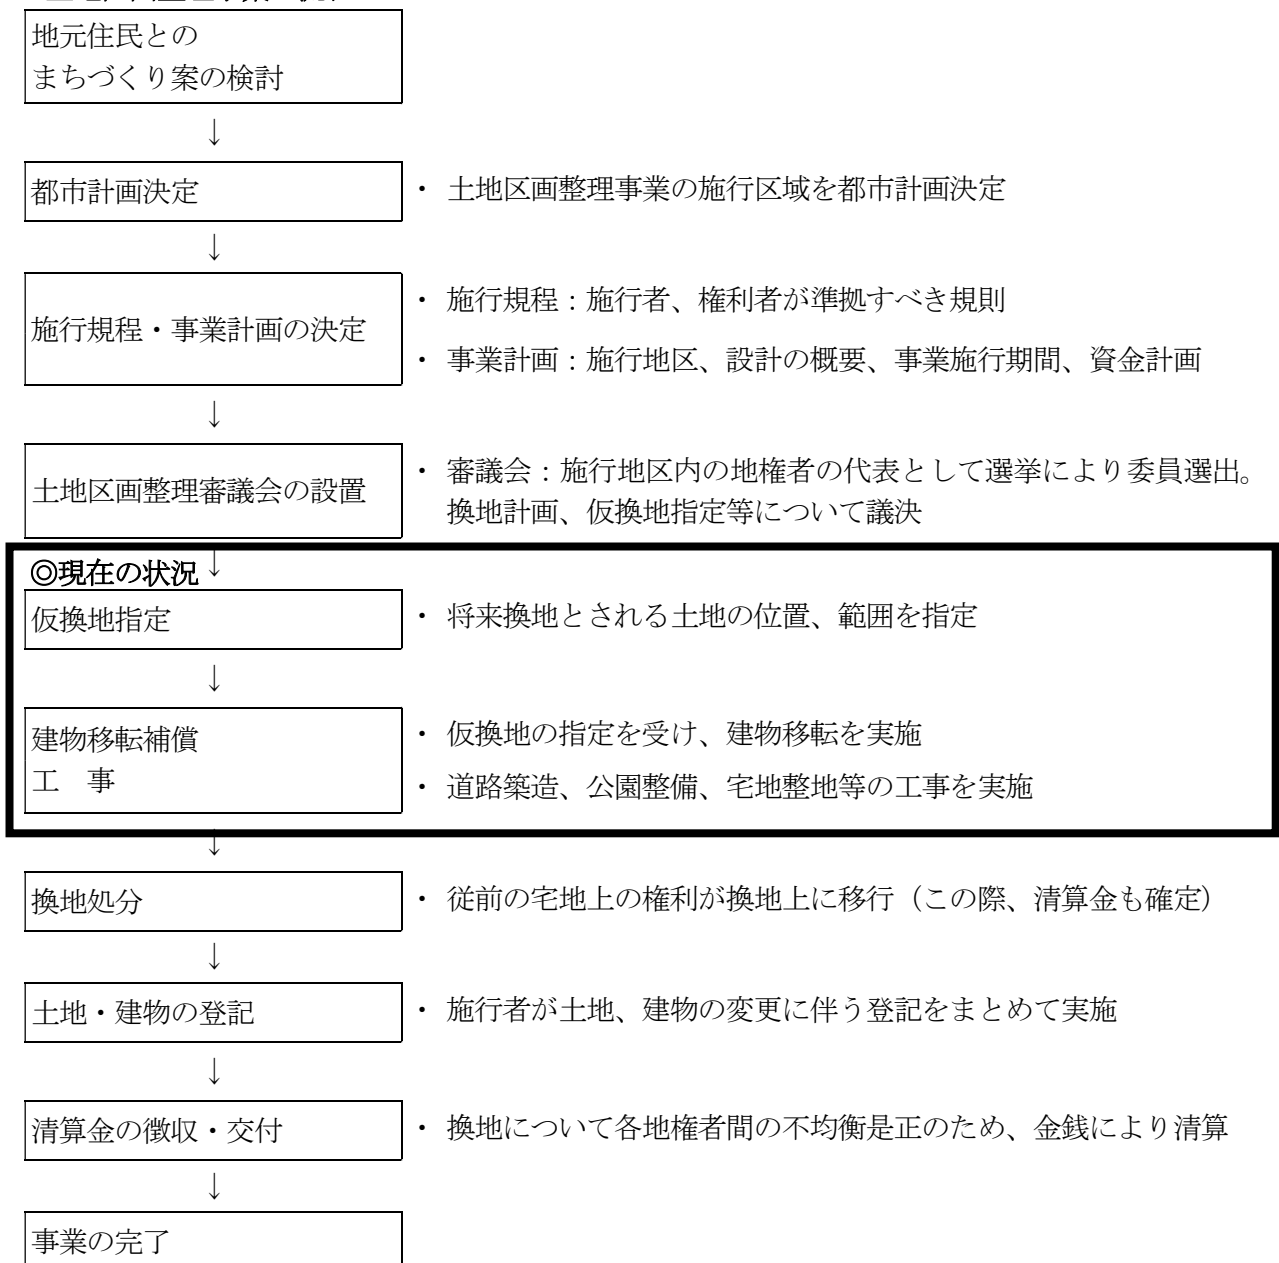 地元住民との
まちづくり案の検討
↓
都市計画決定
・ 土地区画整理事業の施行区域を都市計画決定
↓
施行規程・事業計画の決定
・ 施行規程：施行者、権利者が準拠すべき規則
・ 事業計画：施行地区、設計の概要、事業施行期間、資金計画
↓
土地区画整理審議会の設置
・ 審議会：施行地区内の地権者の代表として選挙により委員選出。
換地計画、仮換地指定等について議決
◎現在の状況 ↓
仮換地指定
・ 将来換地とされる土地の位置、範囲を指定
↓
建物移転補償
工　事
・ 仮換地の指定を受け、建物移転を実施
・ 道路築造、公園整備、宅地整地等の工事を実施
↓
換地処分
・ 従前の宅地上の権利が換地上に移行（この際、清算金も確定）
↓
土地・建物の登記
・ 施行者が土地、建物の変更に伴う登記をまとめて実施
↓
清算金の徴収・交付
・ 換地について各地権者間の不均衡是正のため、金銭により清算
↓
事業の完了